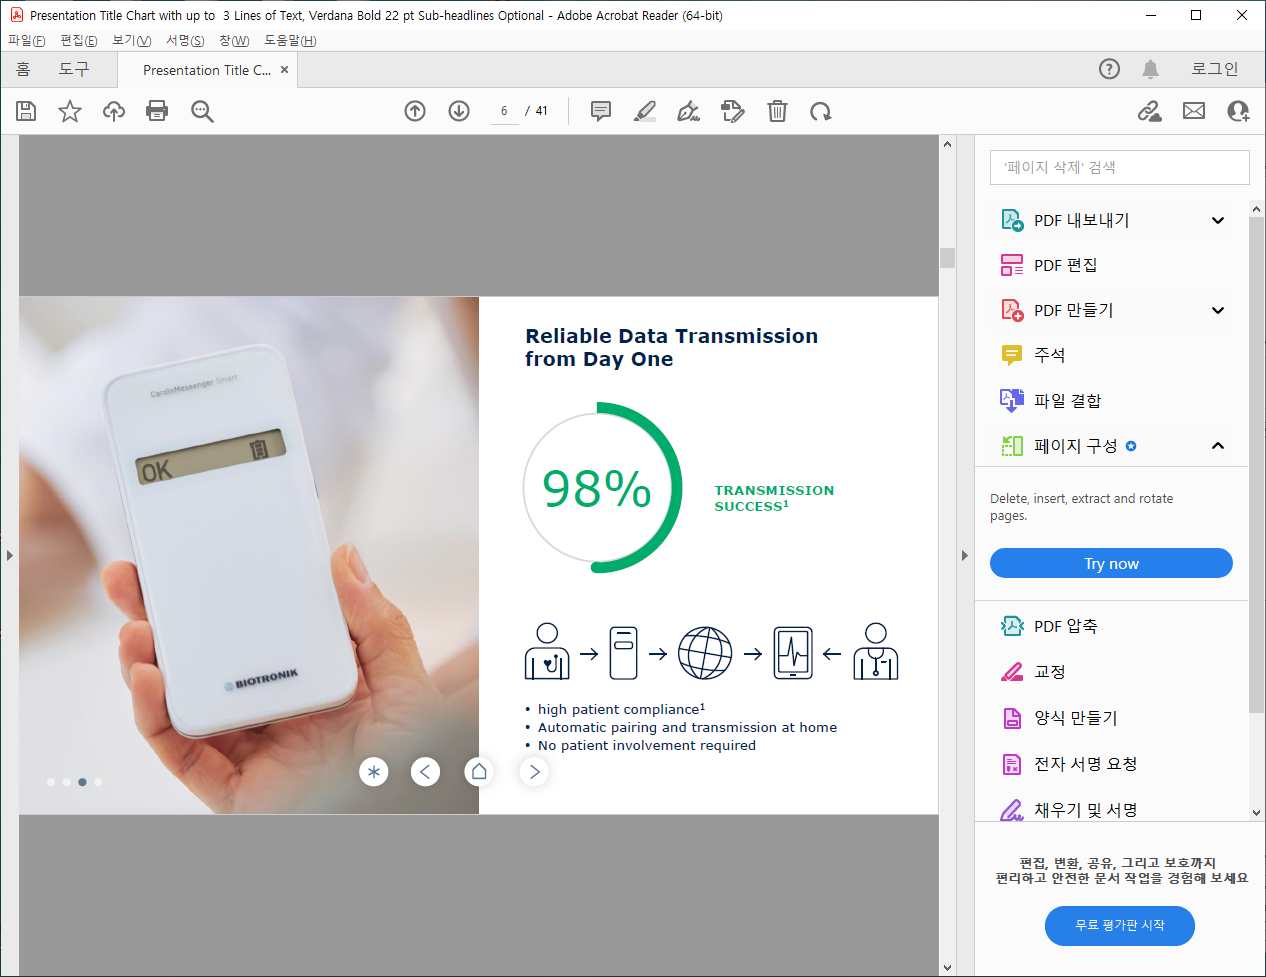 Presentation Title Chart with up to  3 Lines of Text, Verdana Bold 22 pt Sub-headlines Optional - Adobe Acrobat Reader (64-bit)
파일(F) 편집(E) 보기(V) 서명(S) 창(W) 도움말(H)
홈 도구 Presentation Title C... 로그인
6 / 41
'페이지 삭제' 검색
PDF 내보내기
PDF 편집
PDF 만들기
주석
파일 결합
페이지 구성
Delete, insert, extract and rotate
pages.
Try now
PDF 압축
교정
양식 만들기
전자 서명 요청
채우기 및 서명
편집, 변환, 공유, 그리고 보호까지
편리하고 안전한 문서 작업을 경험해 보세요
무료 평가판 시작
CardioMessenger Smart
OK
BIOTRONIK
Reliable Data Transmission
from Day One
98%
TRANSMISSION
SUCCESS¹
• high patient compliance¹
• Automatic pairing and transmission at home
• No patient involvement required